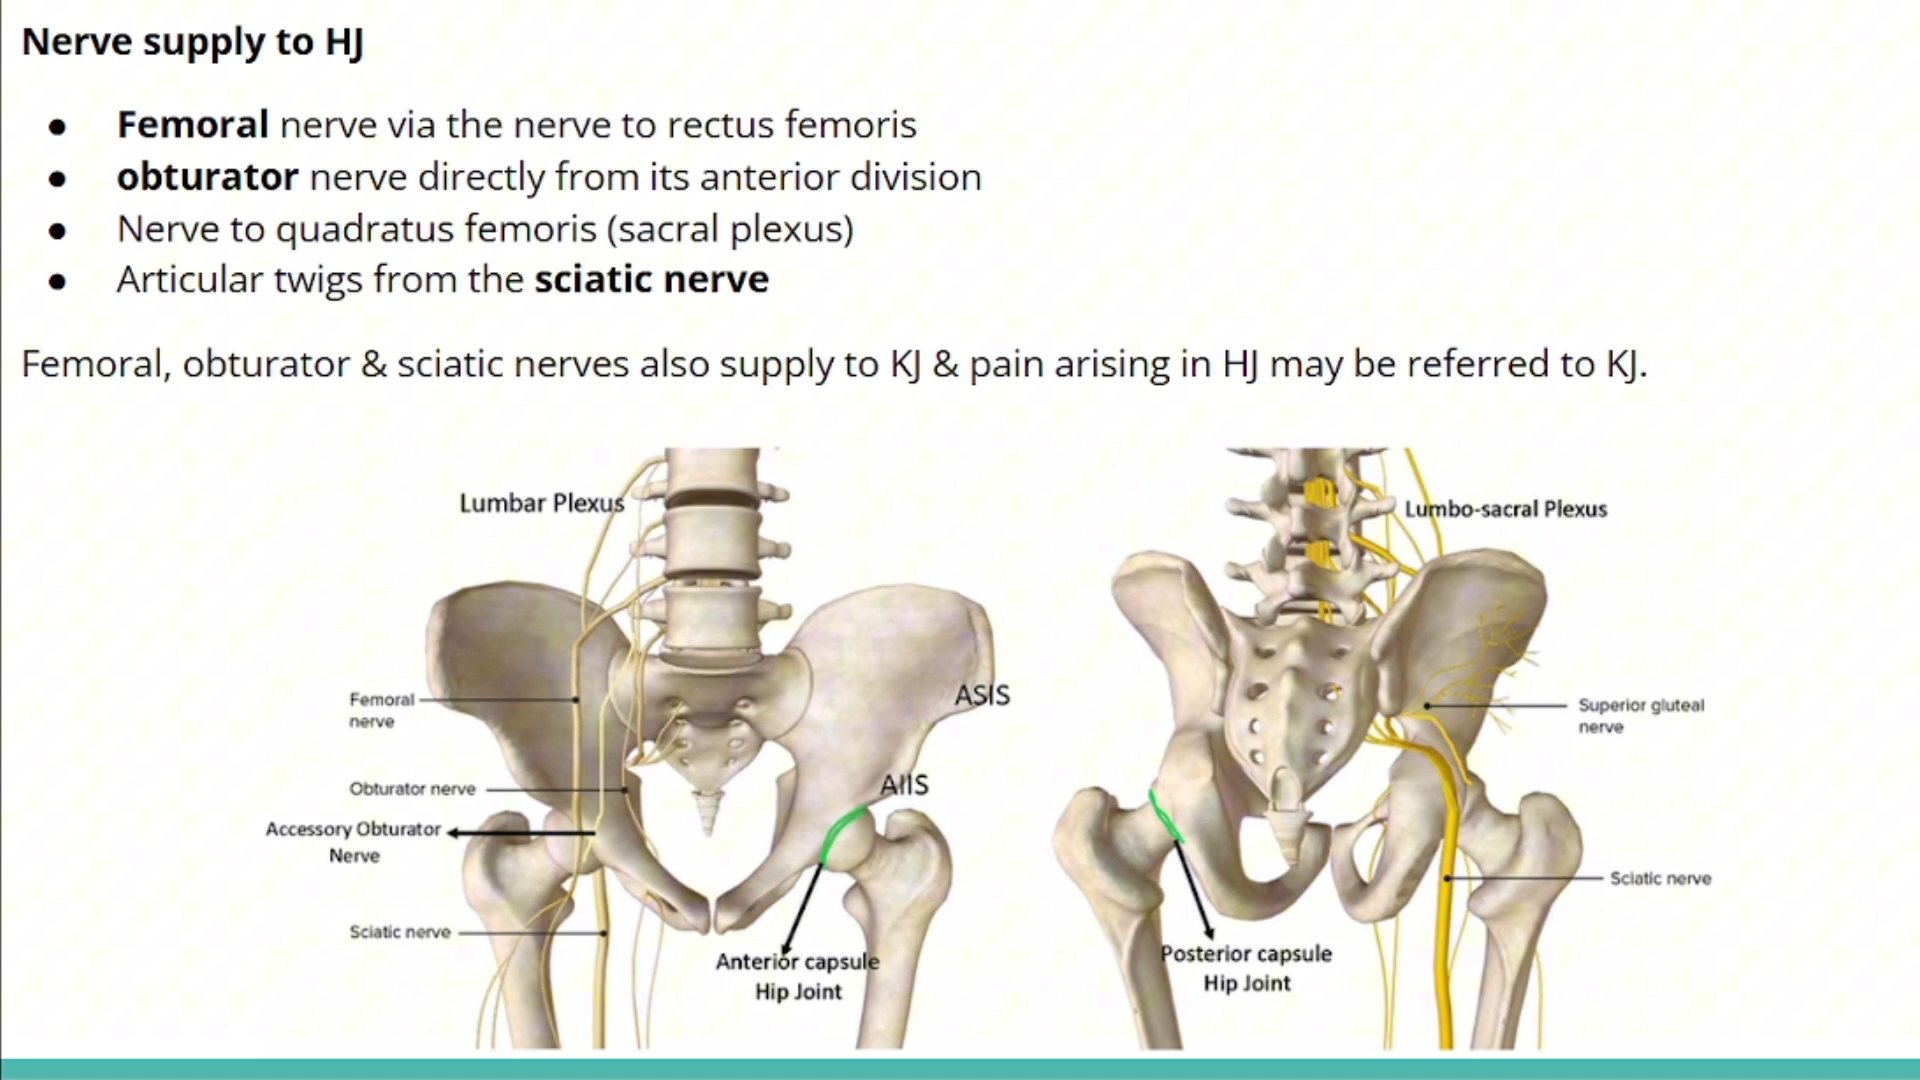 Nerve supply to HJ
● Femoral nerve via the nerve to rectus femoris
● obturator nerve directly from its anterior division
● Nerve to quadratus femoris (sacral plexus)
● Articular twigs from the sciatic nerve
Femoral, obturator & sciatic nerves also supply to KJ & pain arising in HJ may be referred to KJ.
Lumbar Plexus
Femoral
nerve
ASIS
AIIS
Obturator nerve
Accessory Obturator
Nerve
Sciatic nerve
Anterior capsule
Hip Joint
Lumbo-sacral Plexus
Superior gluteal
nerve
Sciatic nerve
Posterior capsule
Hip Joint